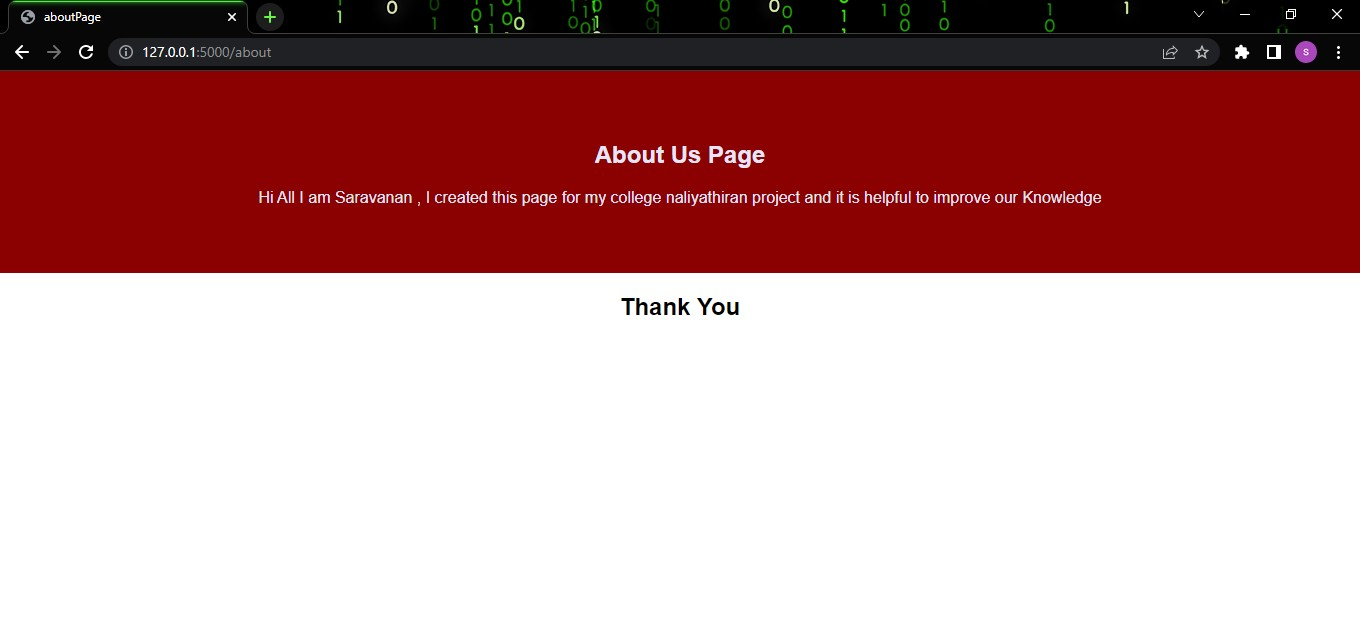 aboutPage
127.0.0.1:5000/about
S
About Us Page
Hi All I am Saravanan , I created this page for my college naliyathiran project and it is helpful to improve our Knowledge
Thank You